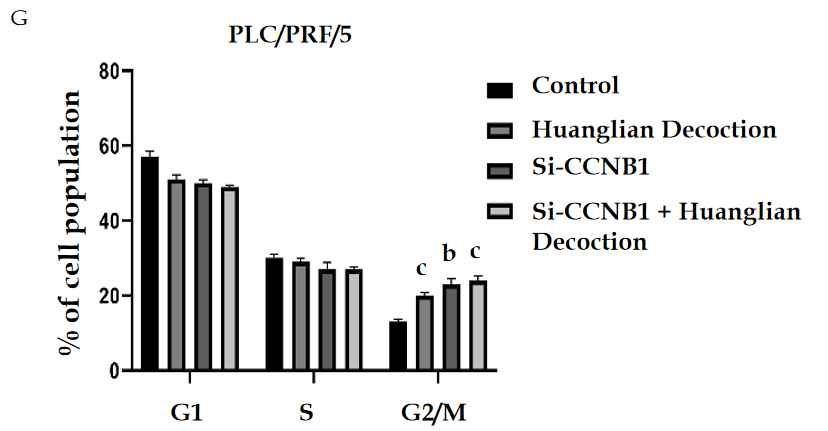 G
PLC/PRF/5
% of cell population
80
60
40
20
0
G1
S
G2/M
c
b
c
Control
Huanglian Decoction
Si-CCNB1
Si-CCNB1 + Huanglian
Decoction